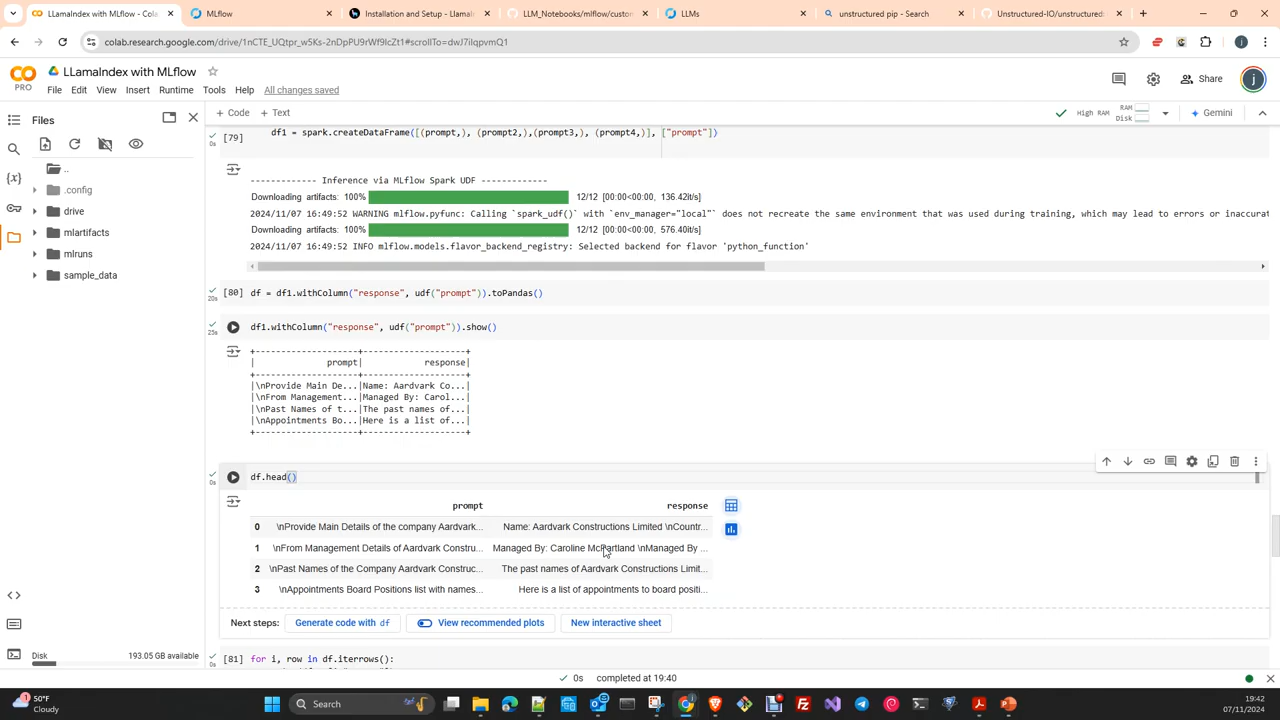 LLamaIndex with MLflow - Cola
MLflow
Installation and Setup - LlamaI
LLM_Notebooks/mlflow/custom
LLMs
unstructured pip - Search
Unstructured-IO/unstructured
colab.research.google.com/drive/1nCTE_UQtpr_w5Ks-2nDpPU9rWf9IcZt1#scrollTo=dwJ7ilqpvmQ1
PRO
LLamaIndex with MLflow
File Edit View Insert Runtime Tools Help All changes saved
Share
j
Files
+ Code + Text
High RAM
RAM
Disk
Gemini
..
.config
drive
mlartifacts
mlruns
sample_data
Disk
193.05 GB available
[79]
0s
df1 = spark.createDataFrame([(prompt,), (prompt2,),(prompt3,), (prompt4,)], ["prompt"])
------------- Inference via MLflow Spark UDF -------------
Downloading artifacts: 100% 12/12 [00:00<00:00, 136.42it/s]
2024/11/07 16:49:52 WARNING mlflow.pyfunc: Calling `spark_udf()` with `env_manager="local"` does not recreate the same environment that was used during training, which may lead to errors or inaccurat
Downloading artifacts: 100% 12/12 [00:00<00:00, 576.40it/s]
2024/11/07 16:49:52 INFO mlflow.models.flavor_backend_registry: Selected backend for flavor 'python_function'
[80] df = df1.withColumn("response", udf("prompt")).toPandas()
20s
df1.withColumn("response", udf("prompt")).show()
25s
+--------------------+--------------------+
| prompt| response|
+--------------------+--------------------+
|\nProvide Main De...|Name: Aardvark Co...|
|\nFrom Management...|Managed By: Carol...|
|\nPast Names of t...|The past names of...|
|\nAppointments Bo...|Here is a list of...|
+--------------------+--------------------+
df.head()
0s
prompt response
0 \nProvide Main Details of the company Aardvark... Name: Aardvark Constructions Limited \nCountr...
1 \nFrom Management Details of Aardvark Constru... Managed By: Caroline McPartland \nManaged By ...
2 \nPast Names of the Company Aardvark Construc... The past names of Aardvark Constructions Limit...
3 \nAppointments Board Positions list with names... Here is a list of appointments to board positi...
Next steps: Generate code with df View recommended plots New interactive sheet
[81] for i, row in df.iterrows():
0s
0s completed at 19:40
50°F
Cloudy
Search
19:42
07/11/2024